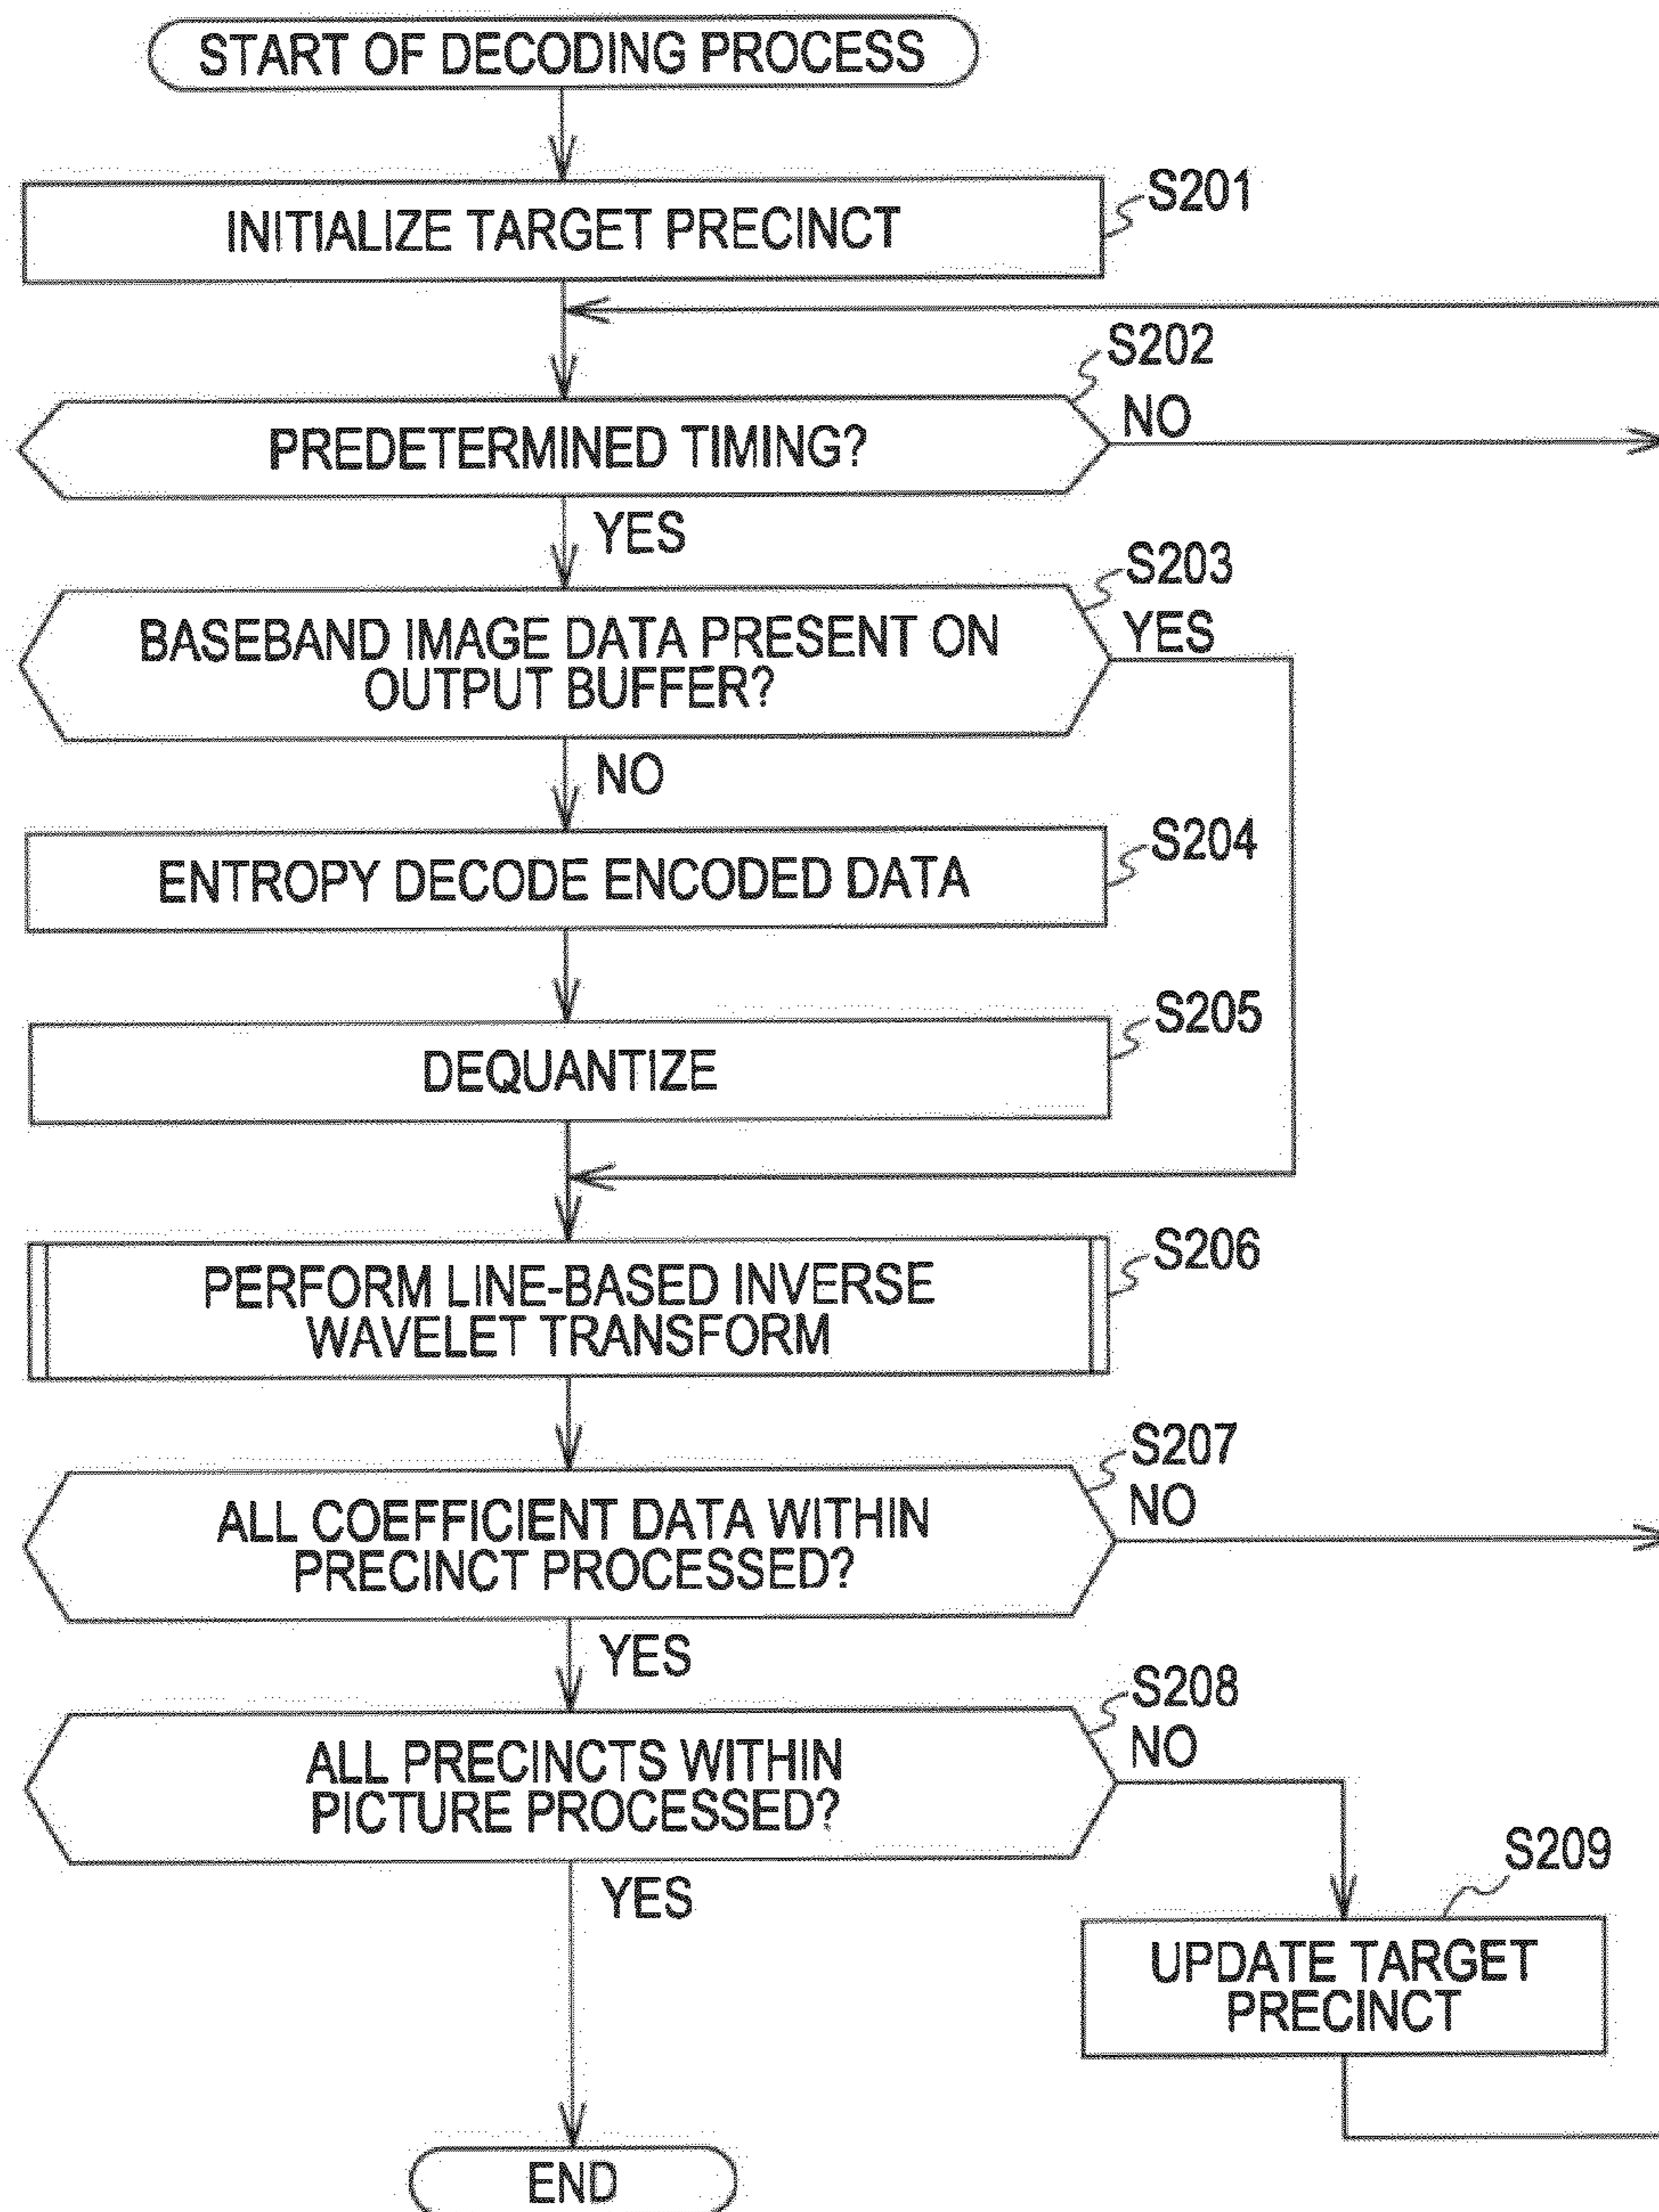 START OF DECODING PROCESS
S201
INITIALIZE TARGET PRECINCT
S202
NO
PREDETERMINED TIMING?
YES
S203
YES
BASEBAND IMAGE DATA PRESENT ON
OUTPUT BUFFER?
NO
S204
ENTROPY DECODE ENCODED DATA
S205
DEQUANTIZE
S206
PERFORM LINE-BASED INVERSE
WAVELET TRANSFORM
S207
NO
ALL COEFFICIENT DATA WITHIN
PRECINCT PROCESSED?
YES
S208
NO
ALL PRECINCTS WITHIN
PICTURE PROCESSED?
YES
S209
UPDATE TARGET
PRECINCT
END